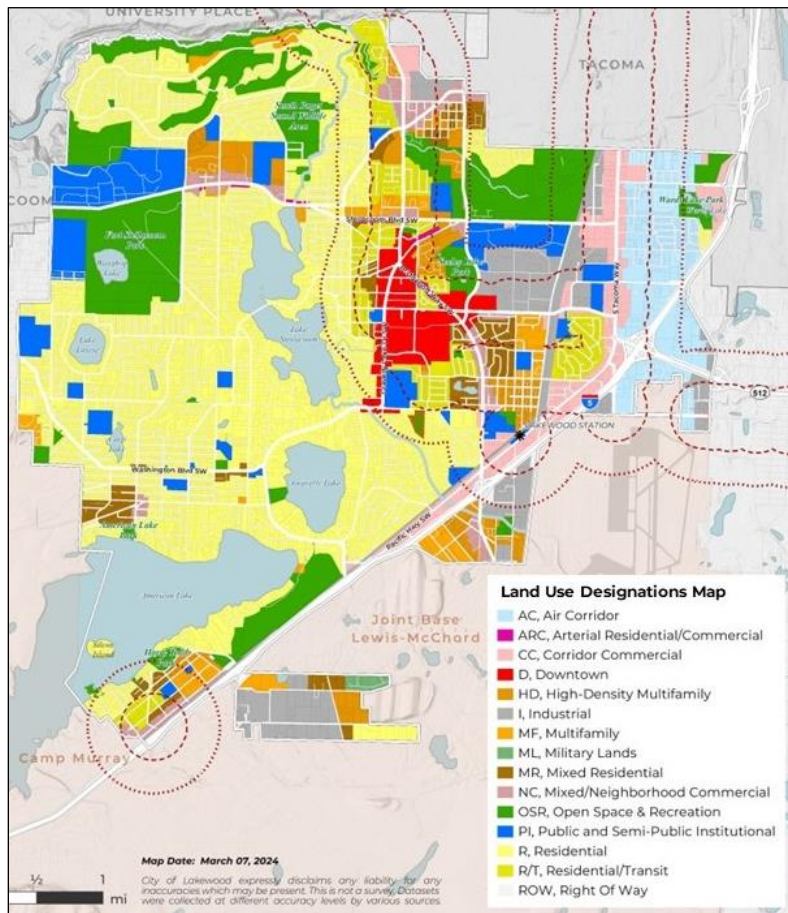 UNIVERSITY PLACE
TACOMA
South Puget
Sound Wildlife
Area
Steilacoom Blvd SW
Fort Steilacoom
Park
Waughop
Lake
Lake
Louise
Lake
Steilacoom
Seeley Lake
Park
Wards Lake Park
S Tacoma Way
512
5
LAKEWOOD STATION
Washington Blvd SW
Gravelly Lake
American Lake
Park
Pacific Hwy SW
American Lake
Silcox
Island
Harry Todd
Park
Joint Base
Lewis-McChord
Camp Murray
Land Use Designations Map
AC, Air Corridor
ARC, Arterial Residential/Commercial
CC, Corridor Commercial
D, Downtown
HD, High-Density Multifamily
I, Industrial
MF, Multifamily
ML, Military Lands
MR, Mixed Residential
NC, Mixed/Neighborhood Commercial
OSR, Open Space & Recreation
PI, Public and Semi-Public Institutional
R, Residential
R/T, Residential/Transit
ROW, Right Of Way
Map Date: March 07, 2024
City of Lakewood expressly disclaims any liability for any
inaccuracies which may be present. This is not a survey. Datasets
were collected at different accuracy levels by various sources.
½ 1
mi